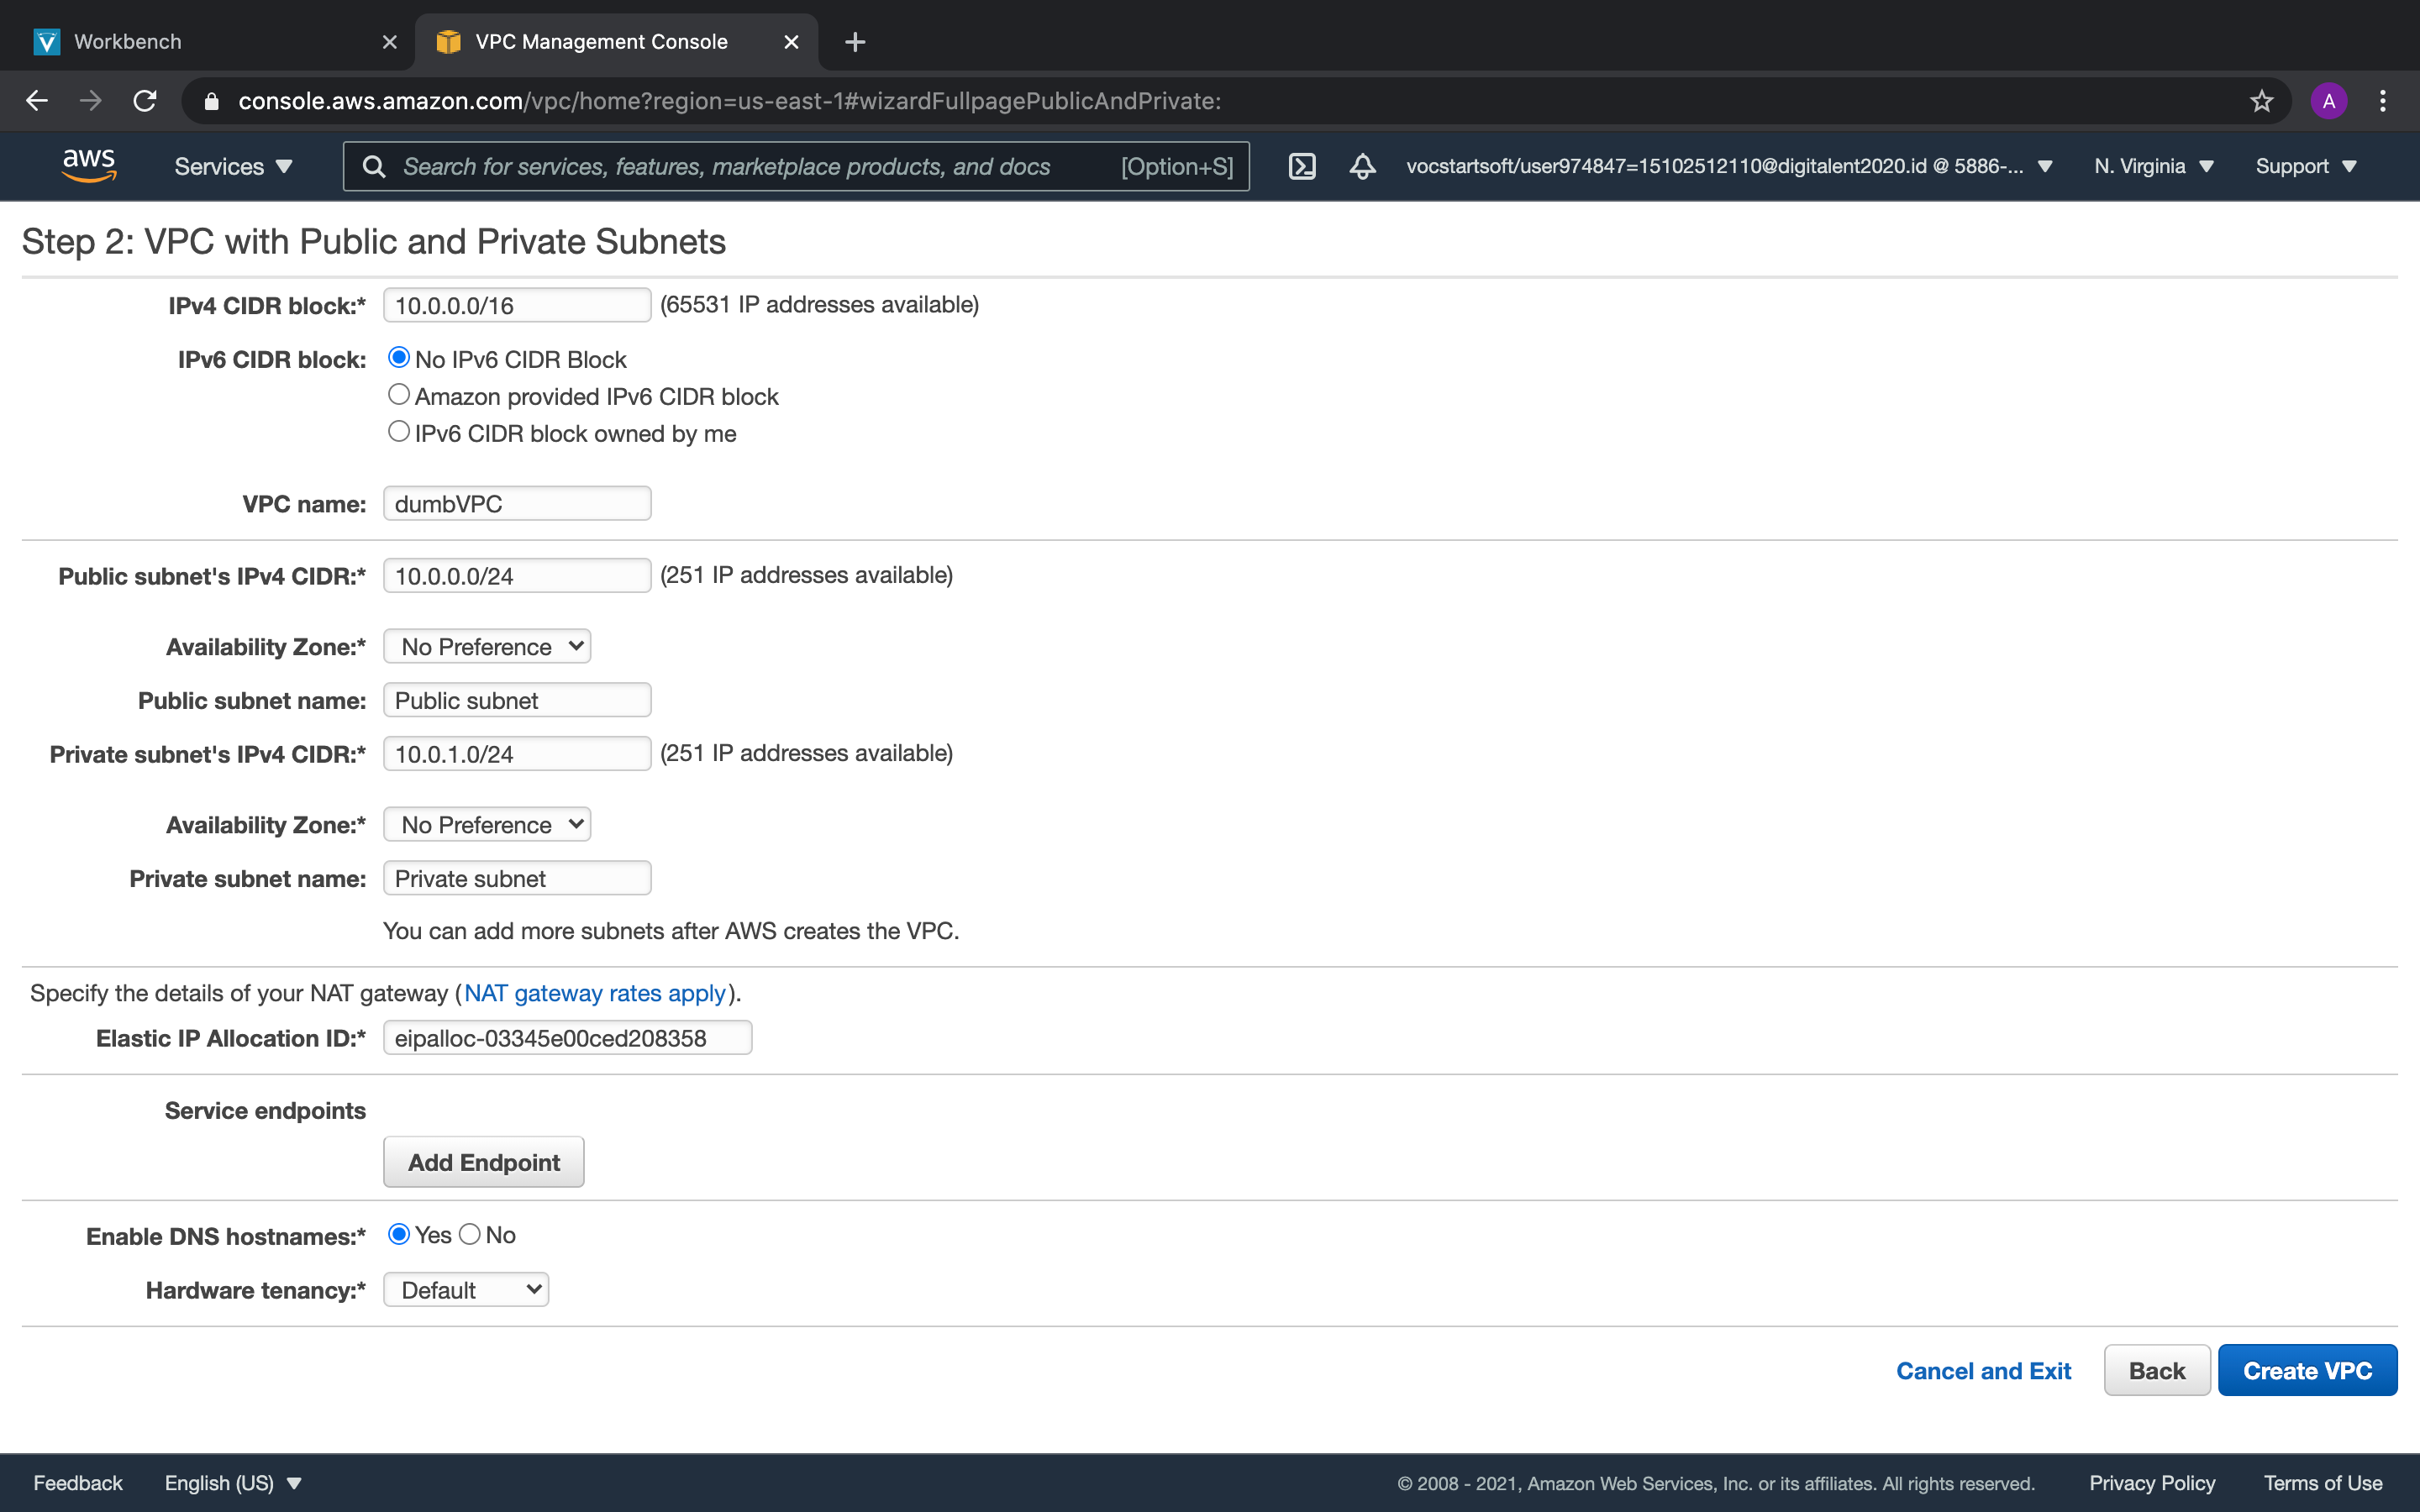 Workbench
VPC Management Console
console.aws.amazon.com/vpc/home?region=us-east-1#wizardFullpagePublicAndPrivate:
A
aws
Services
Search for services, features, marketplace products, and docs [Option+S]
vocstartsoft/user974847=15102512110@digitalent2020.id @ 5886-...
N. Virginia
Support
Step 2: VPC with Public and Private Subnets
IPv4 CIDR block:* 10.0.0.0/16 (65531 IP addresses available)
IPv6 CIDR block: No IPv6 CIDR Block
Amazon provided IPv6 CIDR block
IPv6 CIDR block owned by me
VPC name: dumbVPC
Public subnet's IPv4 CIDR:* 10.0.0.0/24 (251 IP addresses available)
Availability Zone:* No Preference
Public subnet name: Public subnet
Private subnet's IPv4 CIDR:* 10.0.1.0/24 (251 IP addresses available)
Availability Zone:* No Preference
Private subnet name: Private subnet
You can add more subnets after AWS creates the VPC.
Specify the details of your NAT gateway (NAT gateway rates apply).
Elastic IP Allocation ID:* eipalloc-03345e00ced208358
Service endpoints
Add Endpoint
Enable DNS hostnames:* Yes No
Hardware tenancy:* Default
Cancel and Exit
Back
Create VPC
Feedback
English (US)
© 2008 - 2021, Amazon Web Services, Inc. or its affiliates. All rights reserved.
Privacy Policy
Terms of Use